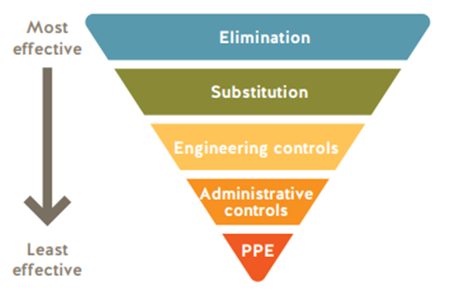 Most
effective
Elimination
Substitution
Engineering controls
Administrative
controls
PPE
Least
effective